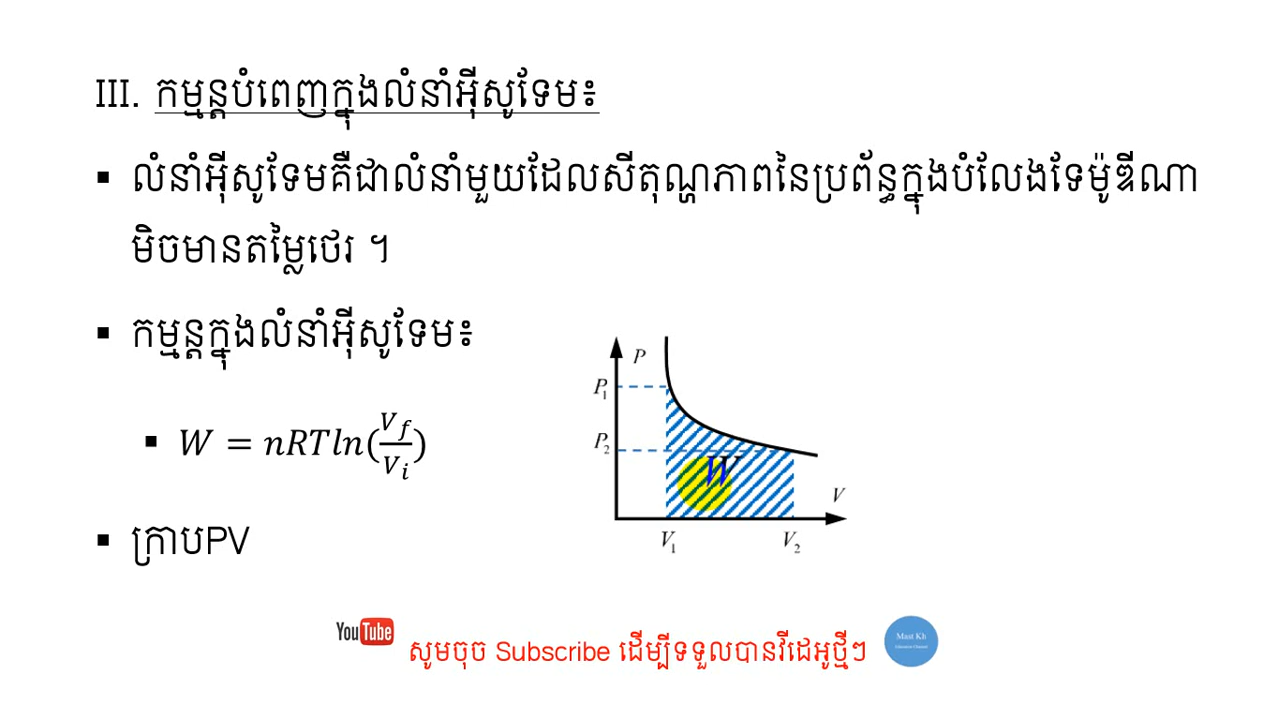 III. កម្មន្តបំពេញក្នុងលំនាំអ៊ីសូទែម៖
▪ លំនាំអ៊ីសូទែមគឺជាលំនាំមួយដែលសីតុណ្ហភាពនៃប្រព័ន្ធក្នុងបំលែងទែម៉ូឌីណា
មិចមានតម្លៃថេរ ។
▪ កម្មន្តក្នុងលំនាំអ៊ីសូទែម៖
▪ W = nRTln(V_f/V_i)
▪ ក្រាបPV
P
P₁
P₂
W
V
V₁ V₂
YouTube
សូមចុច Subscribe ដើម្បីទទួលបានវីដេអូថ្មីៗ
Maat Kh
Education Channel